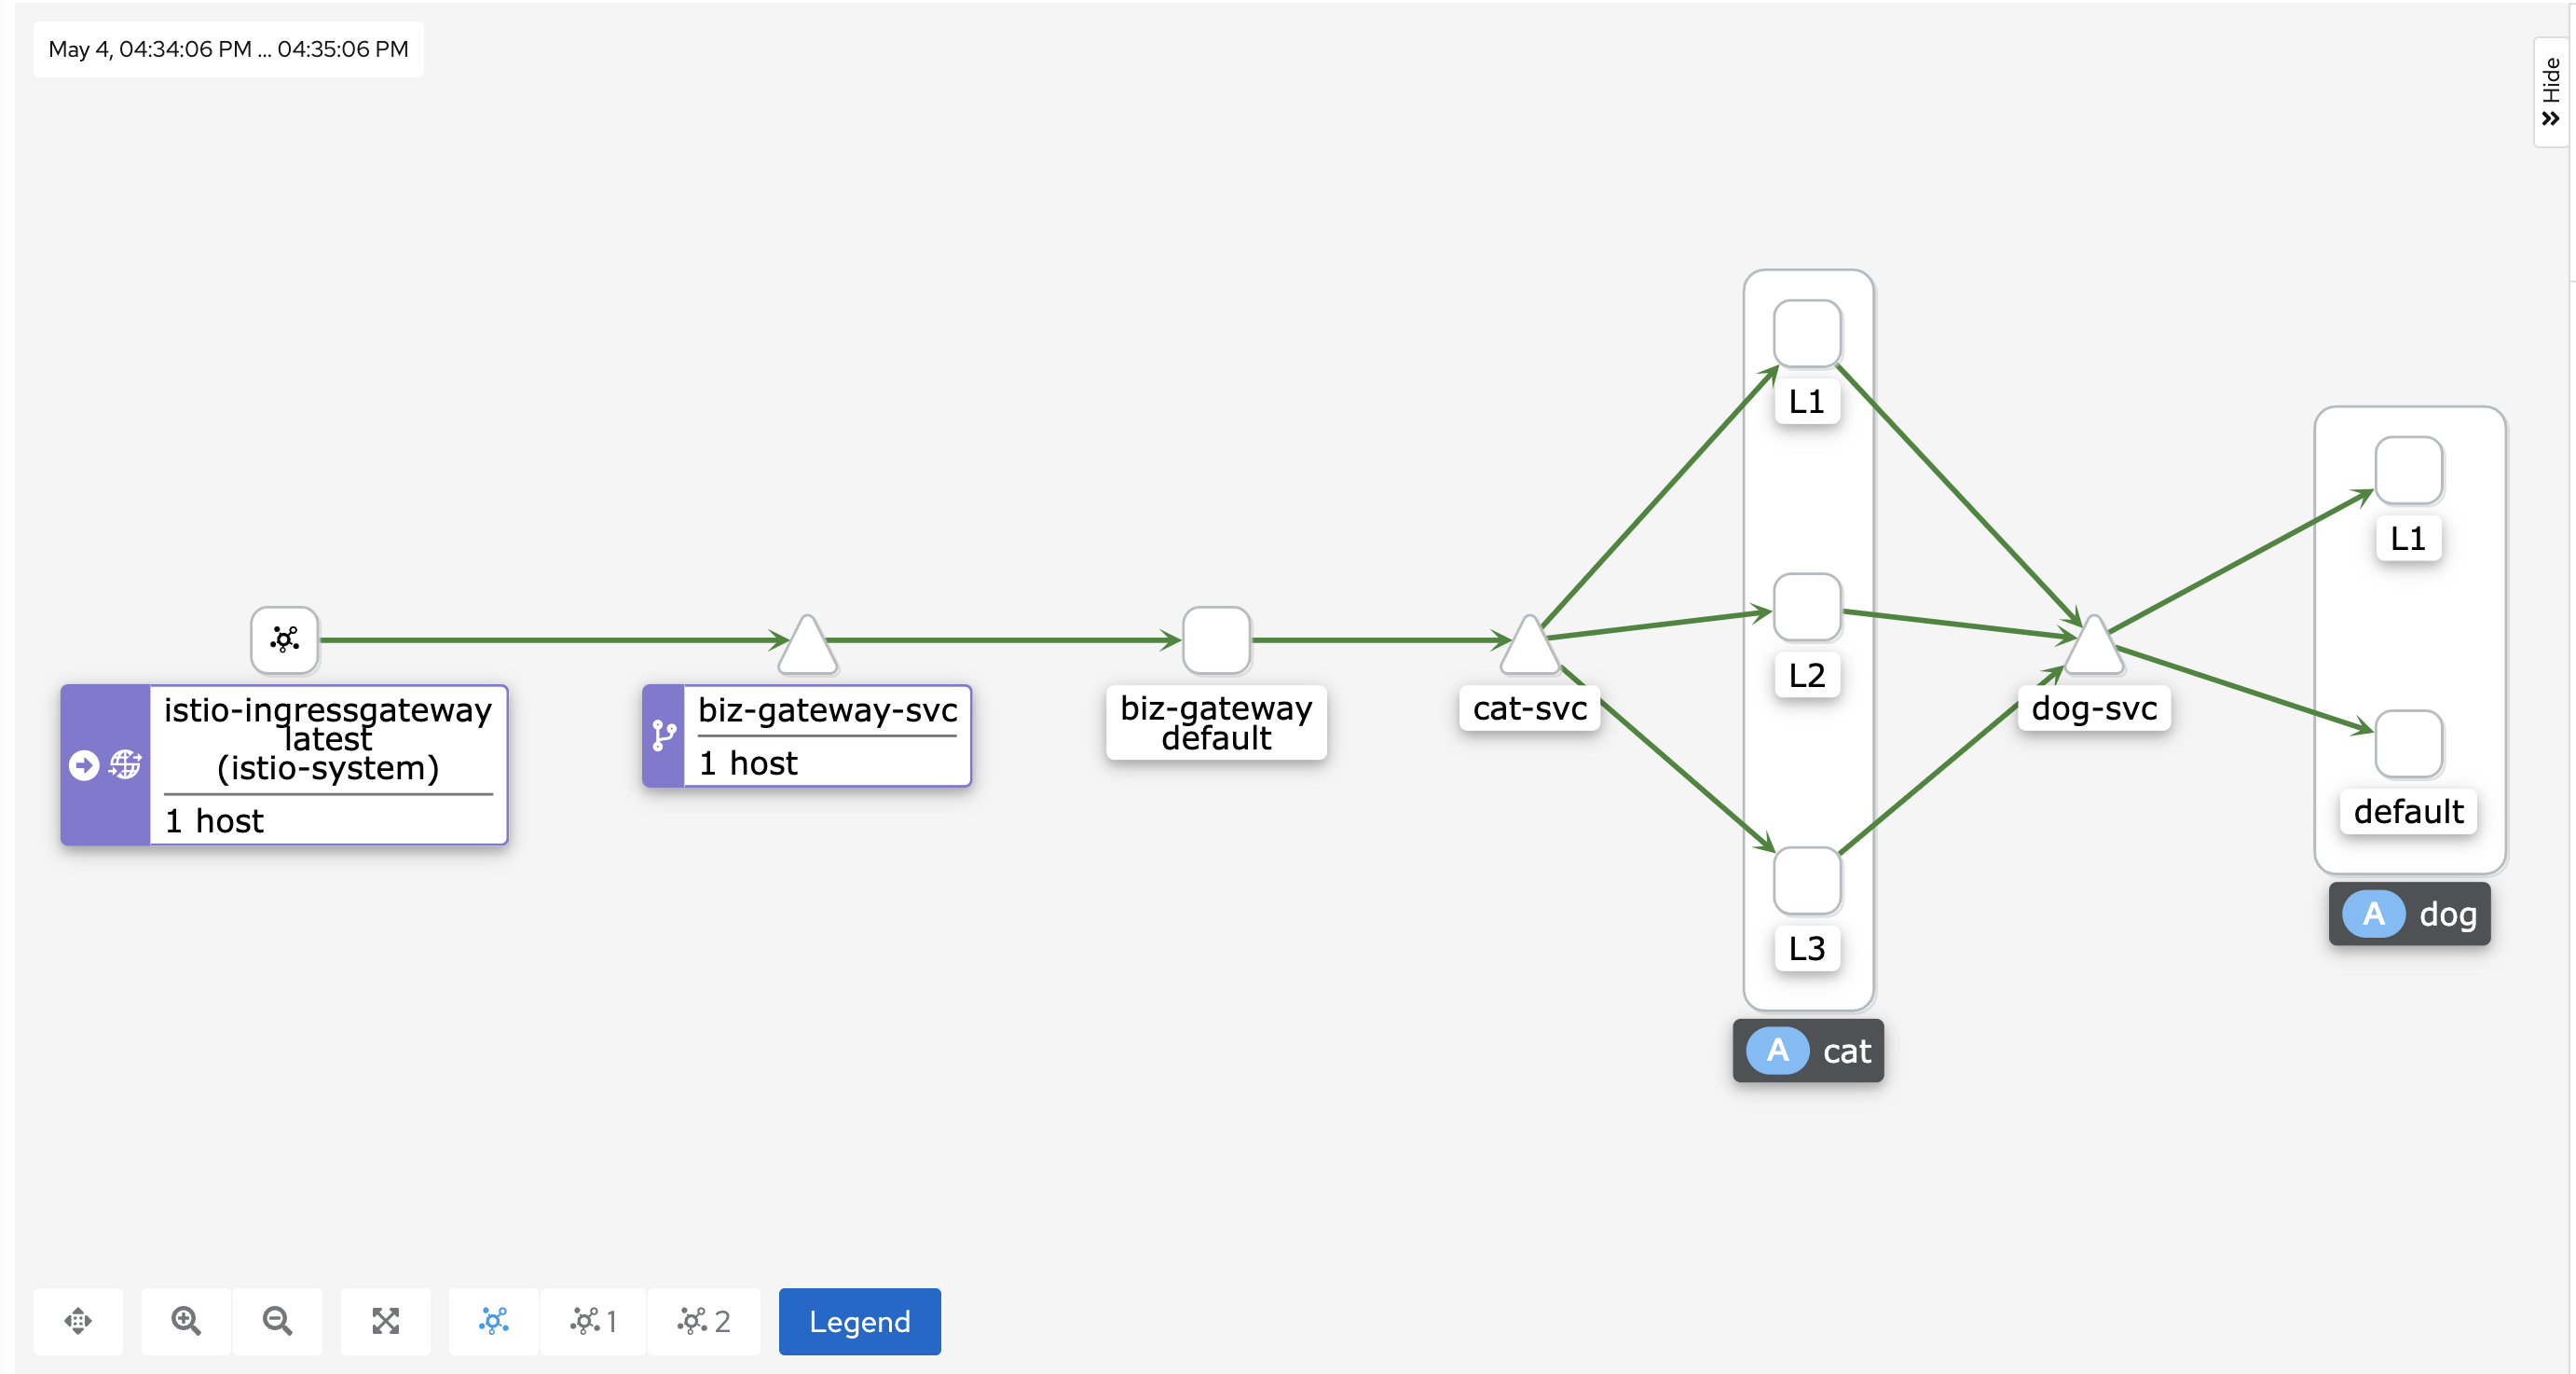 May 4, 04:34:06 PM ... 04:35:06 PM
Hide
istio-ingressgateway
latest
(istio-system)
1 host
biz-gateway-svc
1 host
biz-gateway
default
cat-svc
L1
L2
L3
A cat
dog-svc
L1
default
A dog
1
2
Legend